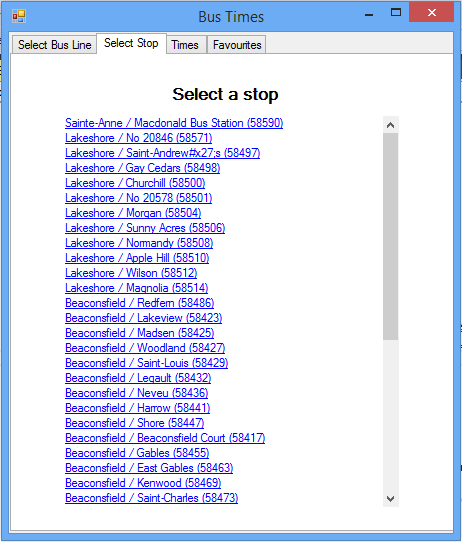 Bus Times
Select Bus Line
Select Stop
Times
Favourites
Select a stop
Sainte-Anne / Macdonald Bus Station (58590)
Lakeshore / No 20846 (58571)
Lakeshore / Saint-Andrew#x27;s (58497)
Lakeshore / Gay Cedars (58498)
Lakeshore / Churchill (58500)
Lakeshore / No 20578 (58501)
Lakeshore / Morgan (58504)
Lakeshore / Sunny Acres (58506)
Lakeshore / Normandy (58508)
Lakeshore / Apple Hill (58510)
Lakeshore / Wilson (58512)
Lakeshore / Magnolia (58514)
Beaconsfield / Redfern (58486)
Beaconsfield / Lakeview (58423)
Beaconsfield / Madsen (58425)
Beaconsfield / Woodland (58427)
Beaconsfield / Saint-Louis (58429)
Beaconsfield / Legault (58432)
Beaconsfield / Neveu (58436)
Beaconsfield / Harrow (58441)
Beaconsfield / Shore (58447)
Beaconsfield / Beaconsfield Court (58417)
Beaconsfield / Gables (58455)
Beaconsfield / East Gables (58463)
Beaconsfield / Kenwood (58469)
Beaconsfield / Saint-Charles (58473)